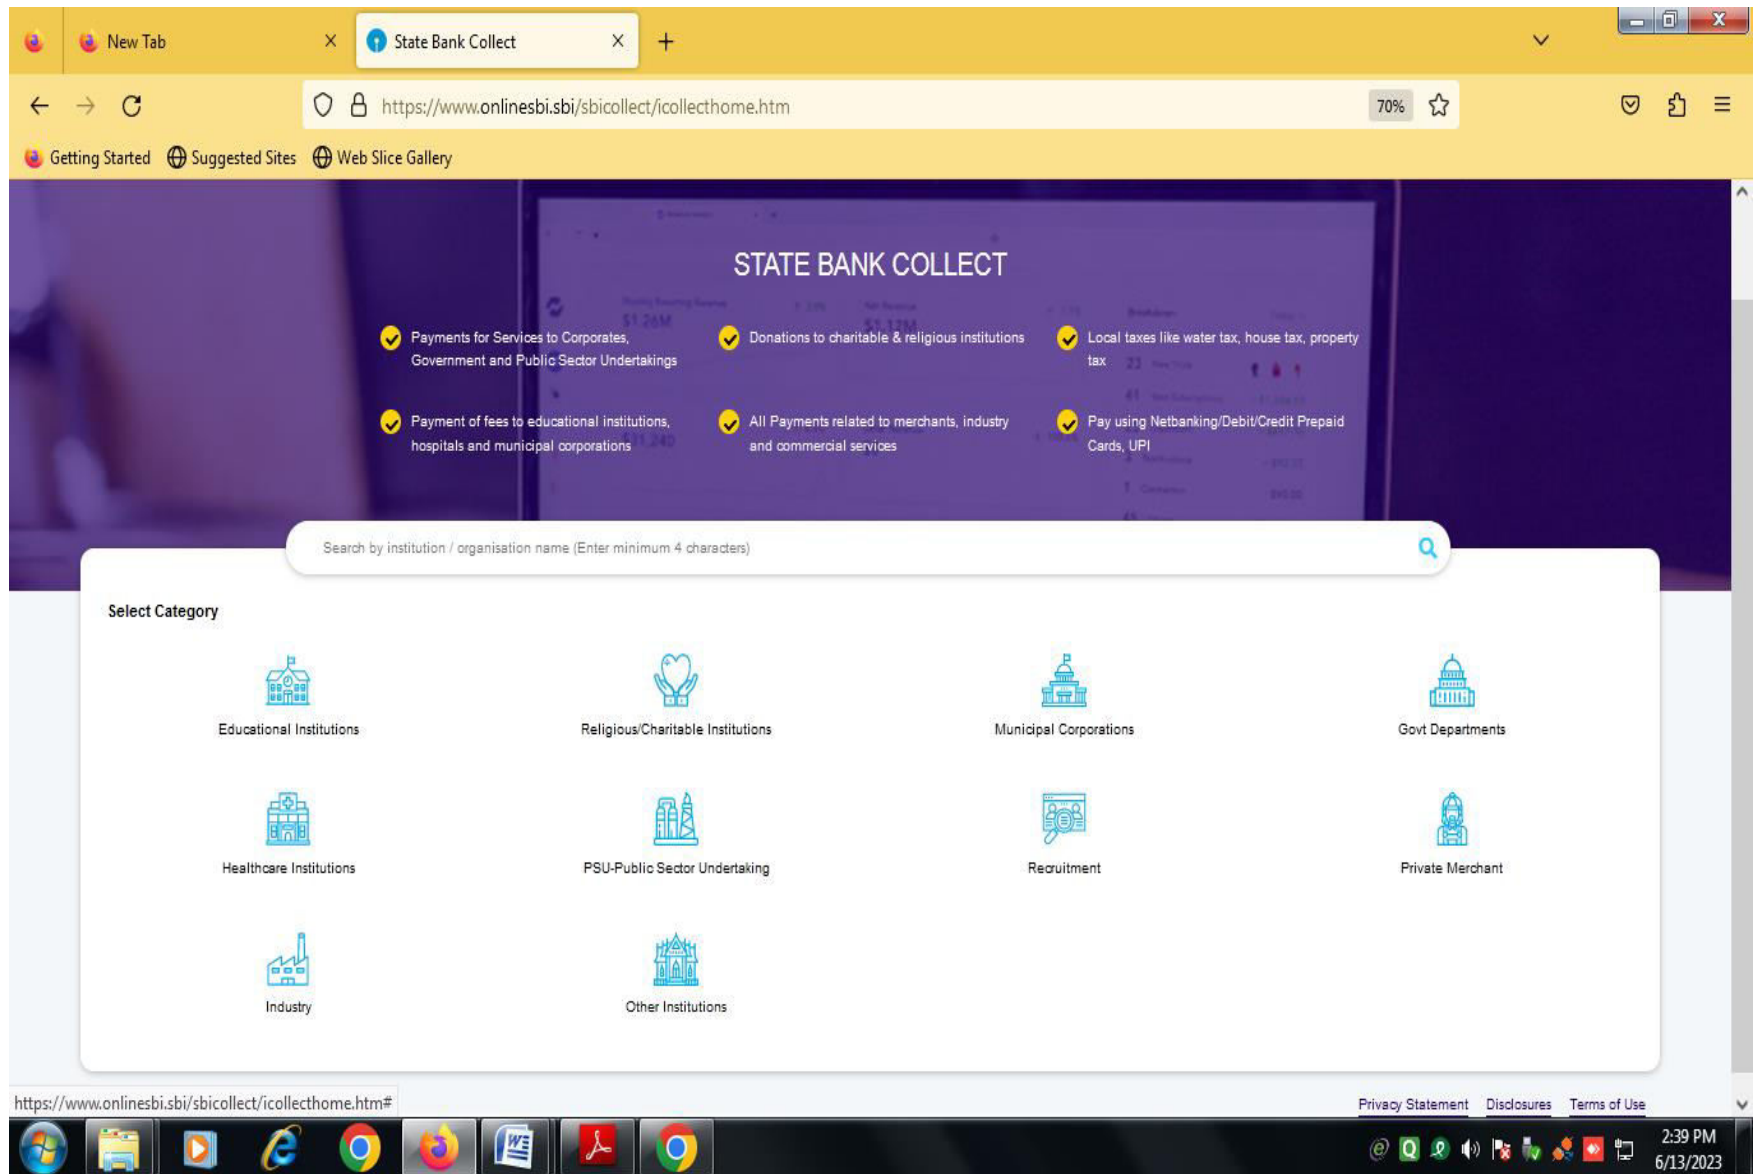 New Tab
State Bank Collect
https://www.onlinesbi.sbi/sbicollect/icollecthome.htm
70%
Getting Started
Suggested Sites
Web Slice Gallery
STATE BANK COLLECT
Payments for Services to Corporates,
Government and Public Sector Undertakings
Donations to charitable & religious institutions
Local taxes like water tax, house tax, property
tax
Payment of fees to educational institutions,
hospitals and municipal corporations
All Payments related to merchants, industry
and commercial services
Pay using Netbanking/Debit/Credit Prepaid
Cards, UPI
$1.26M
$1.12M
$31,240
Search by institution / organisation name (Enter minimum 4 characters)
Select Category
Educational Institutions
Religious/Charitable Institutions
Municipal Corporations
Govt Departments
Healthcare Institutions
PSU-Public Sector Undertaking
Recruitment
Private Merchant
Industry
Other Institutions
https://www.onlinesbi.sbi/sbicollect/icollecthome.htm#
Privacy Statement
Disclosures
Terms of Use
2:39 PM
6/13/2023